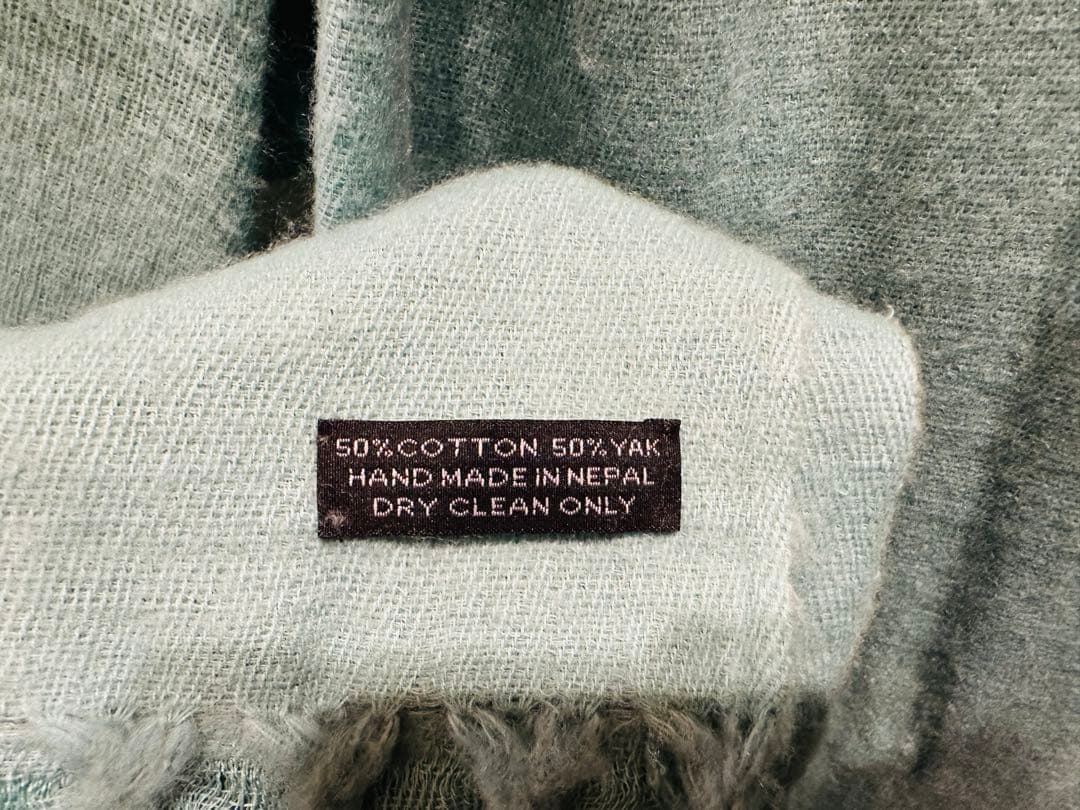 50% COTTON 50% YAK
HAND MADE IN NEPAL
DRY CLEAN ONLY